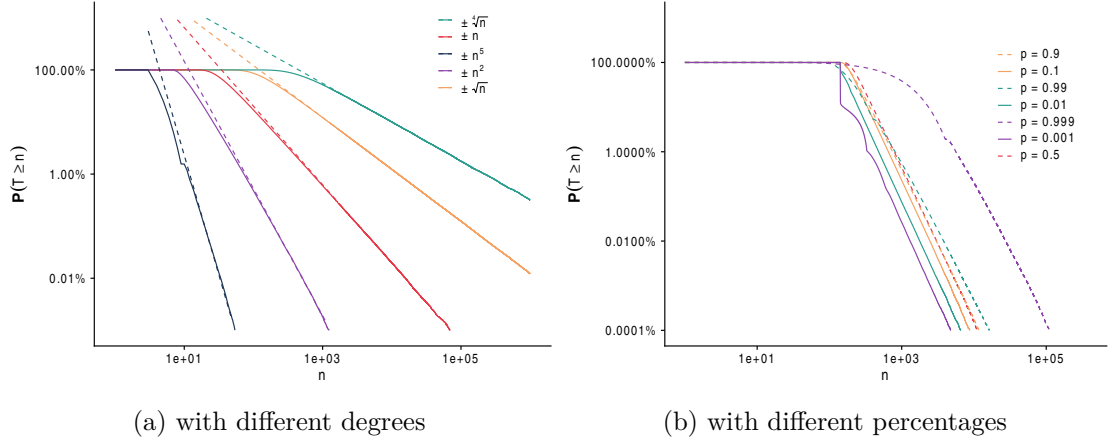 P(T ≥ n)
100.00%
1.00%
0.01%
1e+01
1e+03
1e+05
n
± ∜n
± n
± n⁵
± n²
± √n
(a) with different degrees
P(T ≥ n)
100.0000%
1.0000%
0.0100%
0.0001%
1e+01
1e+03
1e+05
n
p = 0.9
p = 0.1
p = 0.99
p = 0.01
p = 0.999
p = 0.001
p = 0.5
(b) with different percentages